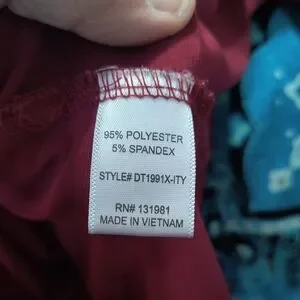 95% POLYESTER
5% SPANDEX
STYLE# DT1991X-ITY
RN# 131981
MADE IN VIETNAM